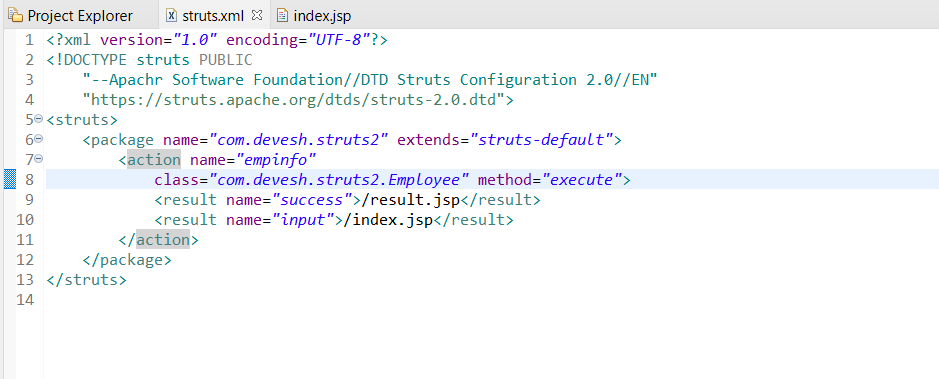 Project Explorer struts.xml index.jsp
1 <?xml version="1.0" encoding="UTF-8"?>
2 <!DOCTYPE struts PUBLIC
3     "--Apachr Software Foundation//DTD Struts Configuration 2.0//EN"
4     "https://struts.apache.org/dtds/struts-2.0.dtd">
5 <struts>
6     <package name="com.devesh.struts2" extends="struts-default">
7         <action name="empinfo"
8             class="com.devesh.struts2.Employee" method="execute">
9             <result name="success">/result.jsp</result>
10             <result name="input">/index.jsp</result>
11         </action>
12     </package>
13 </struts>
14